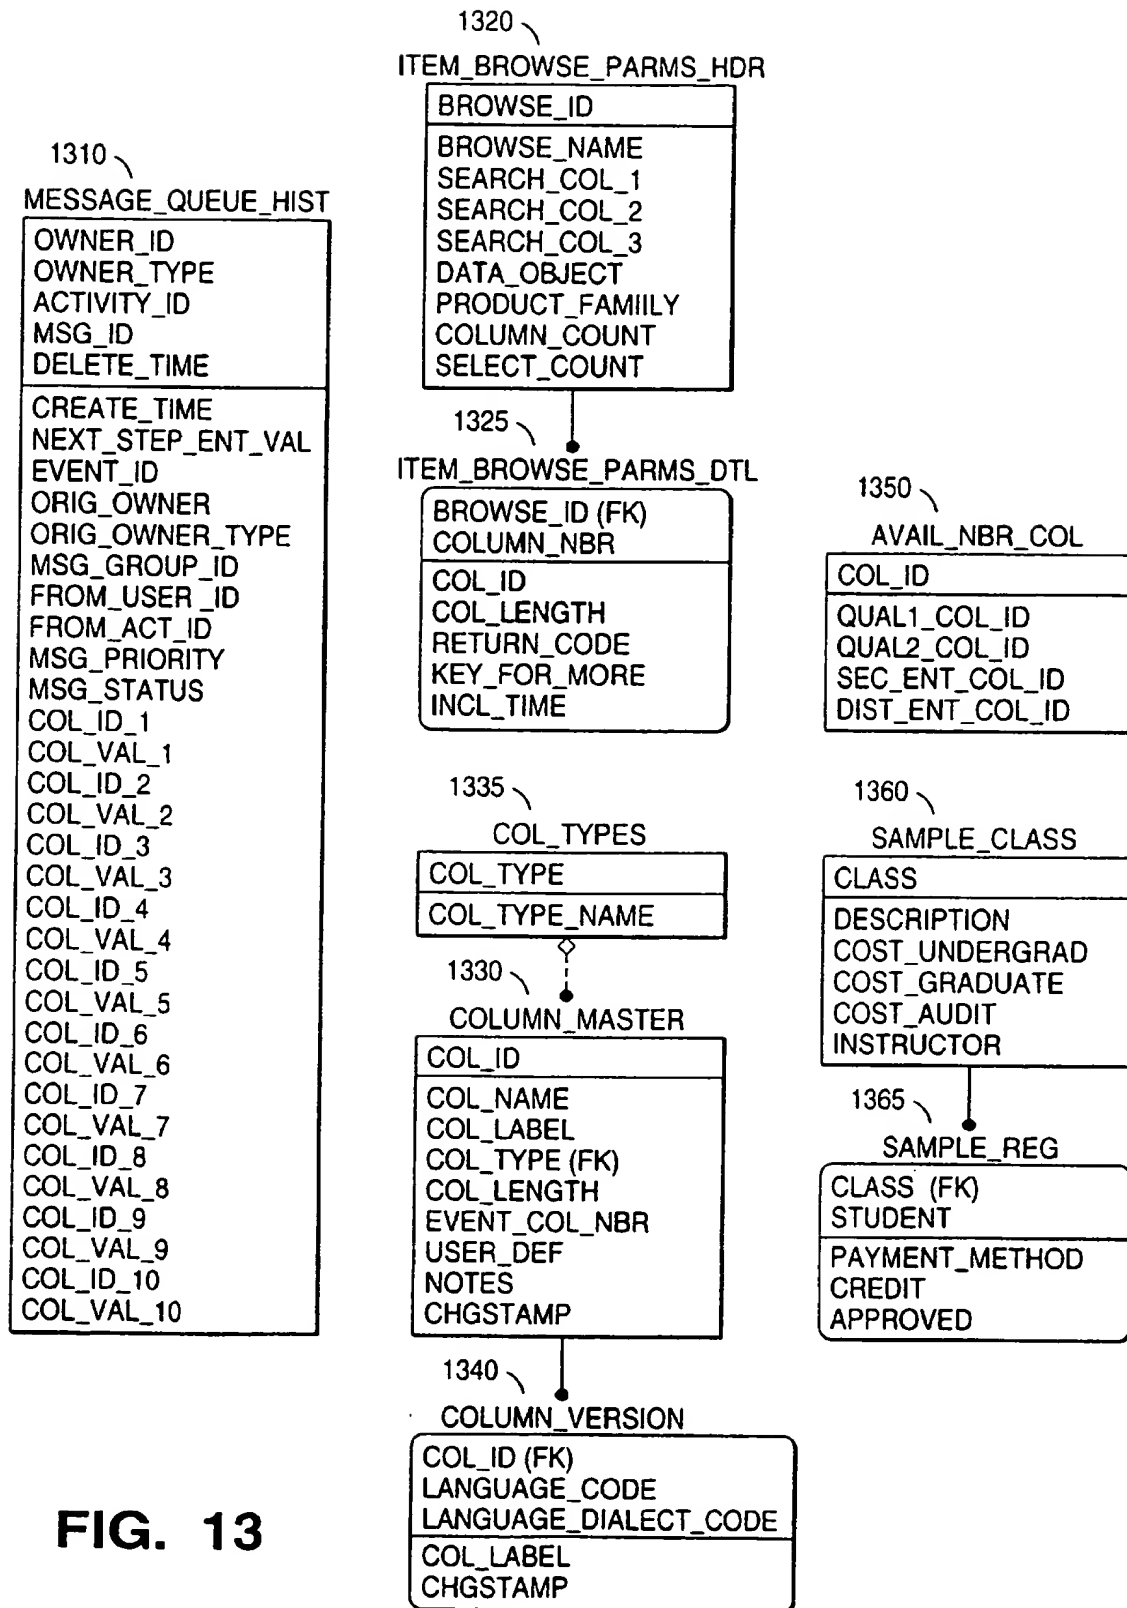 1310
MESSAGE_QUEUE_HIST
OWNER_ID
OWNER_TYPE
ACTIVITY_ID
MSG_ID
DELETE_TIME
CREATE_TIME
NEXT_STEP_ENT_VAL
EVENT_ID
ORIG_OWNER
ORIG_OWNER_TYPE
MSG_GROUP_ID
FROM_USER_ID
FROM_ACT_ID
MSG_PRIORITY
MSG_STATUS
COL_ID_1
COL_VAL_1
COL_ID_2
COL_VAL_2
COL_ID_3
COL_VAL_3
COL_ID_4
COL_VAL_4
COL_ID_5
COL_VAL_5
COL_ID_6
COL_VAL_6
COL_ID_7
COL_VAL_7
COL_ID_8
COL_VAL_8
COL_ID_9
COL_VAL_9
COL_ID_10
COL_VAL_10
1320
ITEM_BROWSE_PARMS_HDR
BROWSE_ID
BROWSE_NAME
SEARCH_COL_1
SEARCH_COL_2
SEARCH_COL_3
DATA_OBJECT
PRODUCT_FAMIILY
COLUMN_COUNT
SELECT_COUNT
1325
ITEM_BROWSE_PARMS_DTL
BROWSE_ID (FK)
COLUMN_NBR
COL_ID
COL_LENGTH
RETURN_CODE
KEY_FOR_MORE
INCL_TIME
1335
COL_TYPES
COL_TYPE
COL_TYPE_NAME
1330
COLUMN_MASTER
COL_ID
COL_NAME
COL_LABEL
COL_TYPE (FK)
COL_LENGTH
EVENT_COL_NBR
USER_DEF
NOTES
CHGSTAMP
1340
COLUMN_VERSION
COL_ID (FK)
LANGUAGE_CODE
LANGUAGE_DIALECT_CODE
COL_LABEL
CHGSTAMP
1350
AVAIL_NBR_COL
COL_ID
QUAL1_COL_ID
QUAL2_COL_ID
SEC_ENT_COL_ID
DIST_ENT_COL_ID
1360
SAMPLE_CLASS
CLASS
DESCRIPTION
COST_UNDERGRAD
COST_GRADUATE
COST_AUDIT
INSTRUCTOR
1365
SAMPLE_REG
CLASS (FK)
STUDENT
PAYMENT_METHOD
CREDIT
APPROVED
FIG. 13